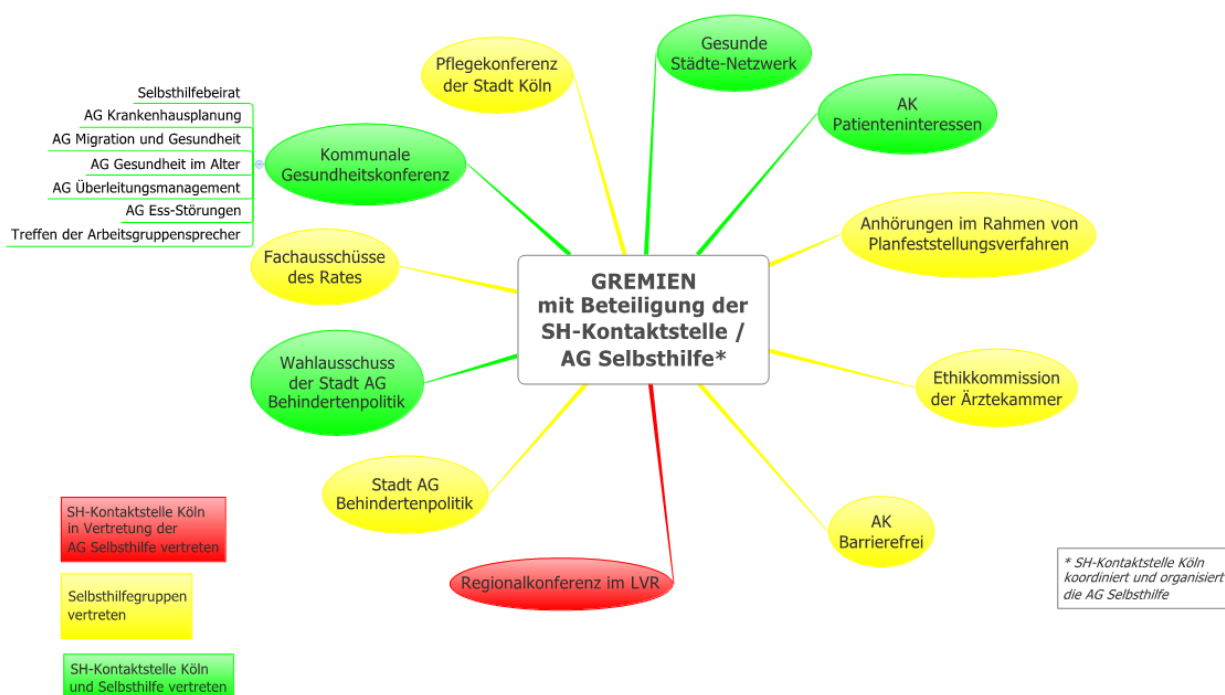 Gesunde
Städte-Netzwerk
Pflegekonferenz
der Stadt Köln
AK
Patienteninteressen
Selbsthilfebeirat
AG Krankenhausplanung
AG Migration und Gesundheit
AG Gesundheit im Alter
AG Überleitungsmanagement
AG Ess-Störungen
Treffen der Arbeitsgruppensprecher
Kommunale
Gesundheitskonferenz
Anhörungen im Rahmen von
Planfeststellungsverfahren
Fachausschüsse
des Rates
GREMIEN
mit Beteiligung der
SH-Kontaktstelle /
AG Selbsthilfe*
Wahlausschuss
der Stadt AG
Behindertenpolitik
Ethikkommission
der Ärztekammer
Stadt AG
Behindertenpolitik
AK
Barrierefrei
Regionalkonferenz im LVR
SH-Kontaktstelle Köln
in Vertretung der
AG Selbsthilfe vertreten
Selbsthilfegruppen
vertreten
SH-Kontaktstelle Köln
und Selbsthilfe vertreten
* SH-Kontaktstelle Köln
koordiniert und organisiert
die AG Selbsthilfe